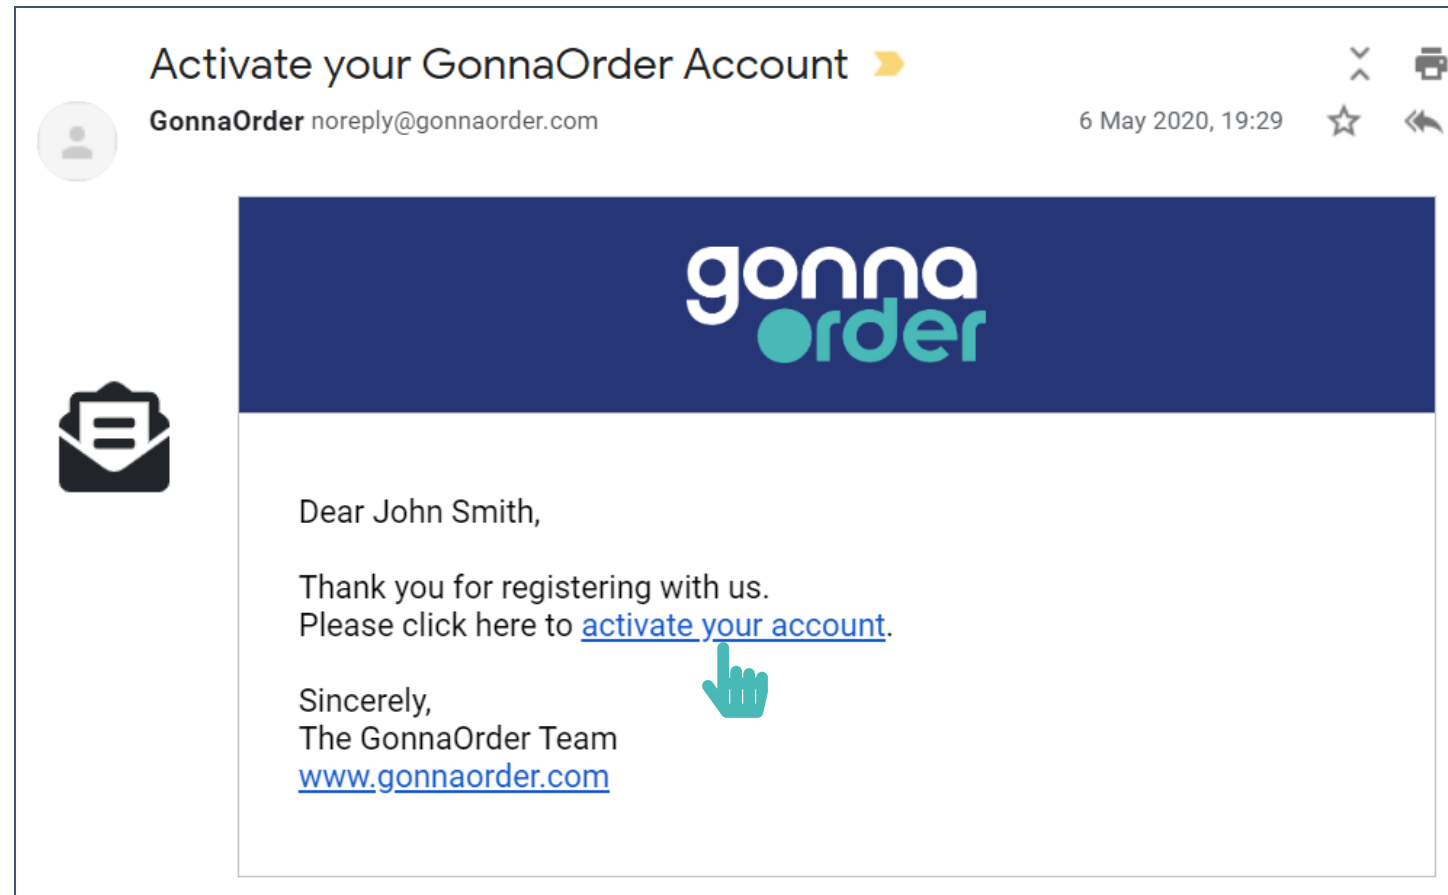 Activate your GonnaOrder Account
GonnaOrder noreply@gonnaorder.com
6 May 2020, 19:29
gonna
order
Dear John Smith,
Thank you for registering with us.
Please click here to activate your account.
Sincerely,
The GonnaOrder Team
www.gonnaorder.com